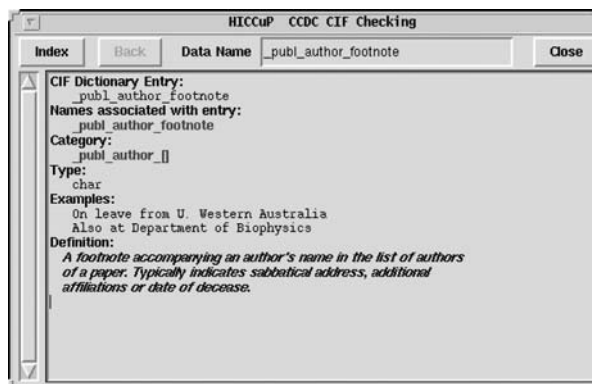 HICCuP CCDC CIF Checking
Index Back Data Name _publ_author_footnote Close
CIF Dictionary Entry:
_publ_author_footnote
Names associated with entry:
_publ_author_footnote
Category:
_publ_author_[]
Type:
char
Examples:
On leave from U. Western Australia
Also at Department of Biophysics
Definition:
A footnote accompanying an author's name in the list of authors
of a paper. Typically indicates sabbatical address, additional
affiliations or date of decease.